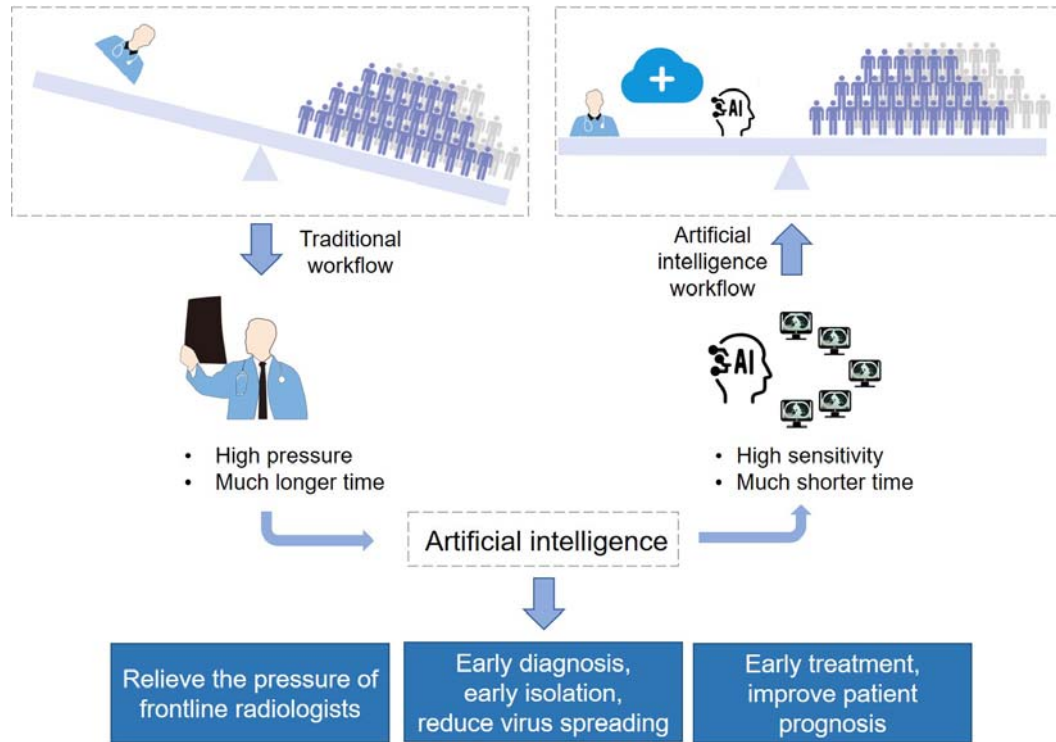 AI
Traditional
workflow
Artificial
intelligence
workflow
AI
• High pressure
• Much longer time
• High sensitivity
• Much shorter time
Artificial intelligence
Relieve the pressure of
frontline radiologists
Early diagnosis,
early isolation,
reduce virus spreading
Early treatment,
improve patient
prognosis